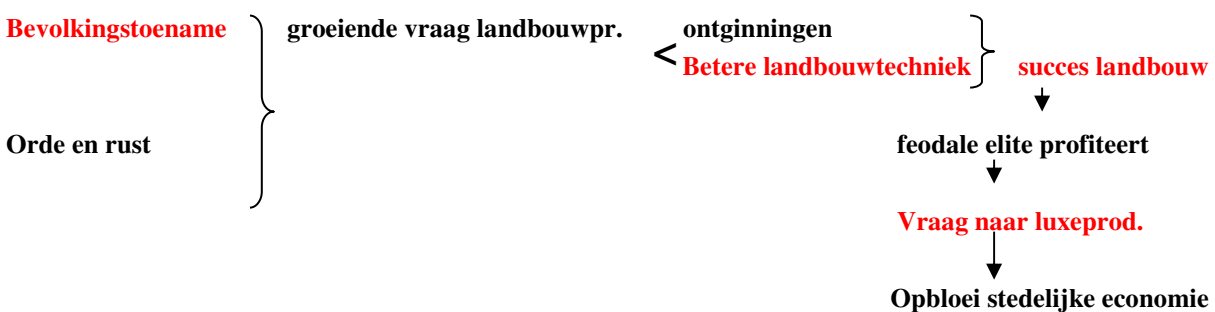 Bevolkingstoename groeiende vraag landbouwpr. < ontginningen
Betere landbouwtechniek succes landbouw
Orde en rust feodale elite profiteert
Vraag naar luxeprod.
Opbloei stedelijke economie